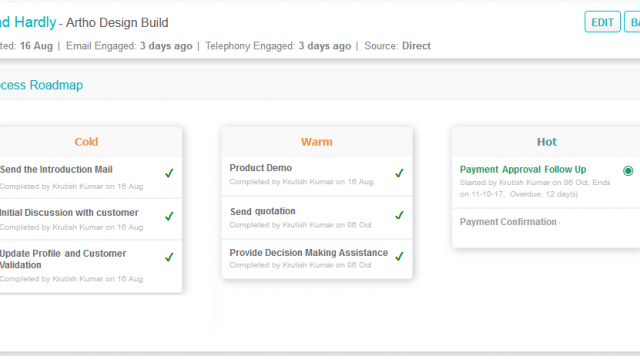 nd Hardly - Artho Design Build
EDIT
BA
ted: 16 Aug | Email Engaged: 3 days ago | Telephony Engaged: 3 days ago | Source: Direct
cess Roadmap
Cold
Send the Introduction Mail
Completed by Krutish Kumar on 16 Aug
Initial Discussion with customer
Completed by Krutish Kumar on 16 Aug
Update Profile and Customer
Validation
Completed by Krutish Kumar on 16 Aug
Warm
Product Demo
Completed by Krutish Kumar on 16 Aug
Send quotation
Completed by Krutish Kumar on 06 Oct
Provide Decision Making Assistance
Completed by Krutish Kumar on 06 Oct
Hot
Payment Approval Follow Up
Started by Krutish Kumar on 06 Oct, Ends
on 11-10-17, Overdue: 12 day(s)
Payment Confirmation